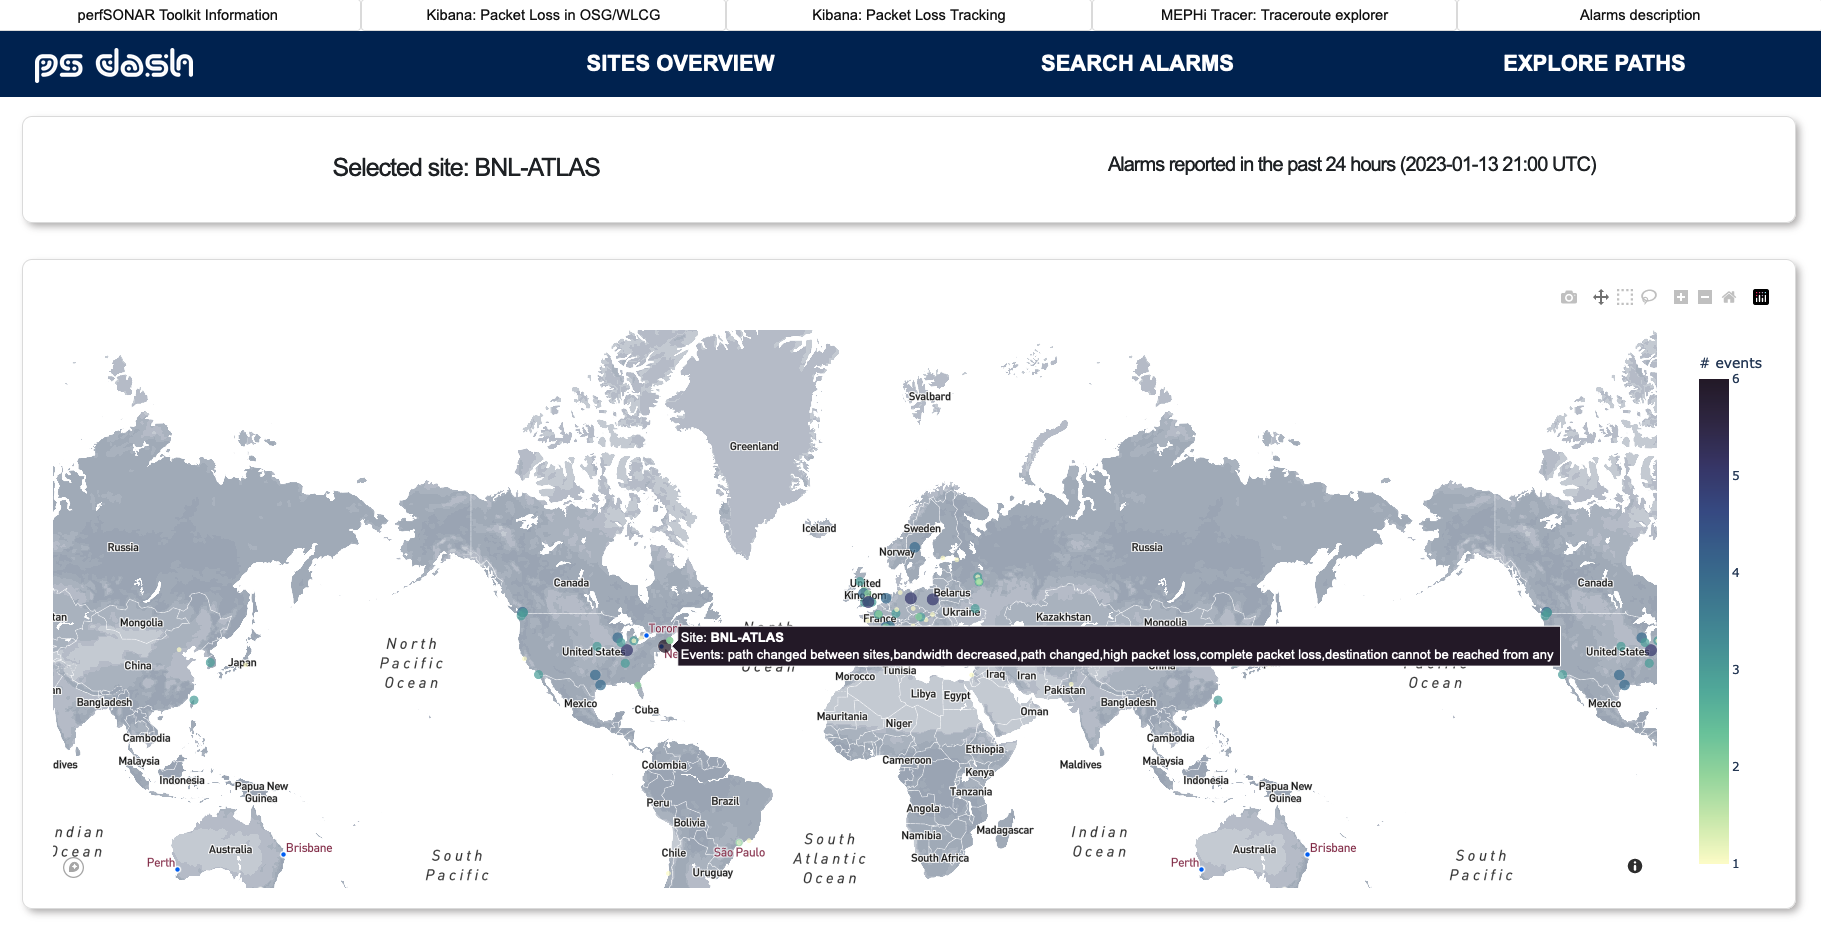 perfSONAR Toolkit Information
Kibana: Packet Loss in OSG/WLCG
Kibana: Packet Loss Tracking
MEPHi Tracer: Traceroute explorer
Alarms description
ps dash
SITES OVERVIEW
SEARCH ALARMS
EXPLORE PATHS
Selected site: BNL-ATLAS
Alarms reported in the past 24 hours (2023-01-13 21:00 UTC)
# events
6
5
4
3
2
1
Svalbard
Greenland
Iceland
Sweden
Norway
Russia
Russia
Canada
United
Kingdom
Belarus
Ukraine
France
Kazakhstan
Mongolia
Canada
Mongolia
North
Pacific
Ocean
Toron
Site: BNL-ATLAS
Events: path changed between sites,bandwidth decreased,path changed,high packet loss,complete packet loss,destination cannot be reached from any
United States
Ne
China
Japan
United States
Ocean
Morocco
Tunisia
Iraq
Iran
Pakistan
China
Ocean
Bangladesh
Mexico
Cuba
Libya
Egypt
Oman
Bangladesh
Mexico
Mauritania
Niger
Cambodia
Malaysia
Indonesia
Papua New
Guinea
Colombia
Peru
Brazil
Bolivia
Chile
São Paulo
Uruguay
Cameroon
Ethiopia
Kenya
Tanzania
Angola
Namibia
Madagascar
South Africa
Maldives
Cambodia
Malaysia
Indonesia
Papua New
Guinea
dives
ndian
Ocean
Perth
Australia
Brisbane
South
Pacific
South
Atlantic
Ocean
Indian
Ocean
Perth
Australia
Brisbane
South
Pacific